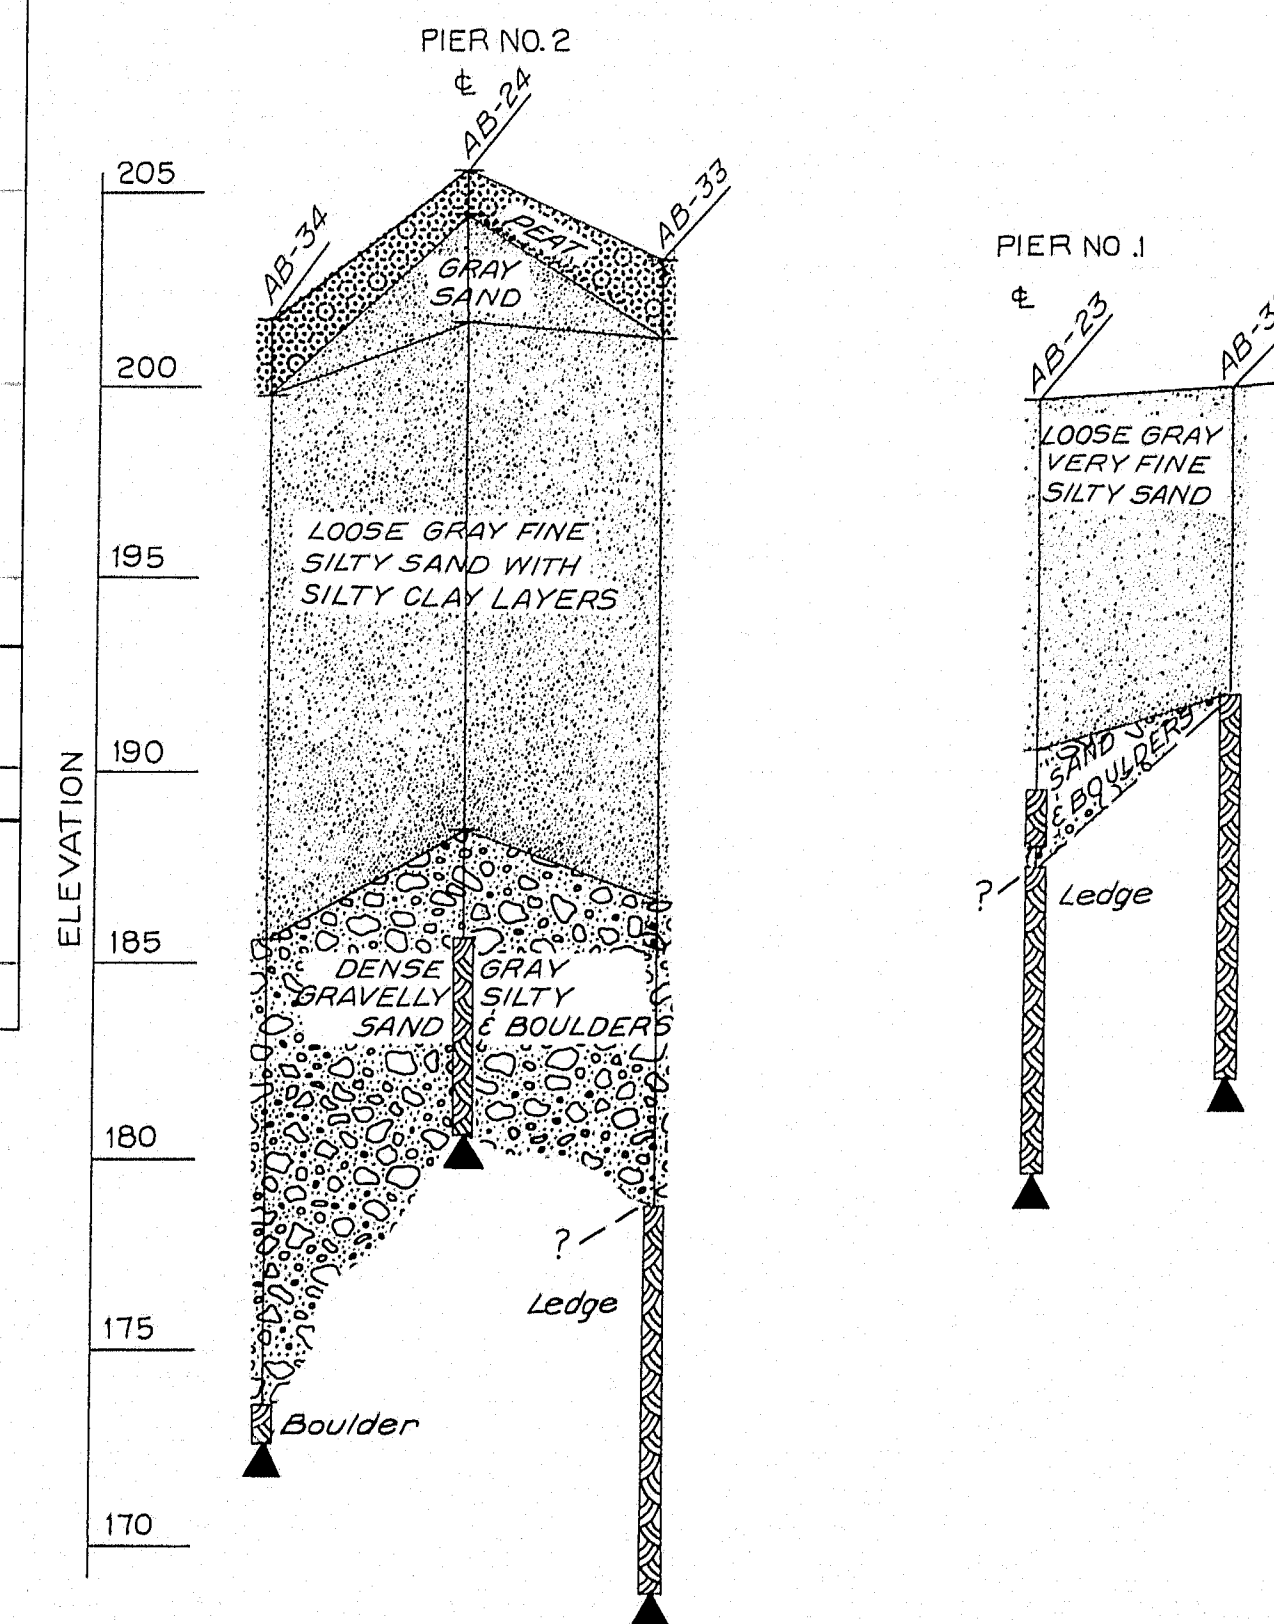 PIER NO. 2
℄
AB-24
AB-34
AB-33
PEAT
GRAY
SAND
LOOSE GRAY FINE
SILTY SAND WITH
SILTY CLAY LAYERS
DENSE GRAY
GRAVELLY SILTY
SAND & BOULDERS
?
Ledge
Boulder
ELEVATION
205
200
195
190
185
180
175
170
PIER NO .1
℄
AB-23
LOOSE GRAY
VERY FINE
SILTY SAND
SAND
& BOULDERS
?
Ledge